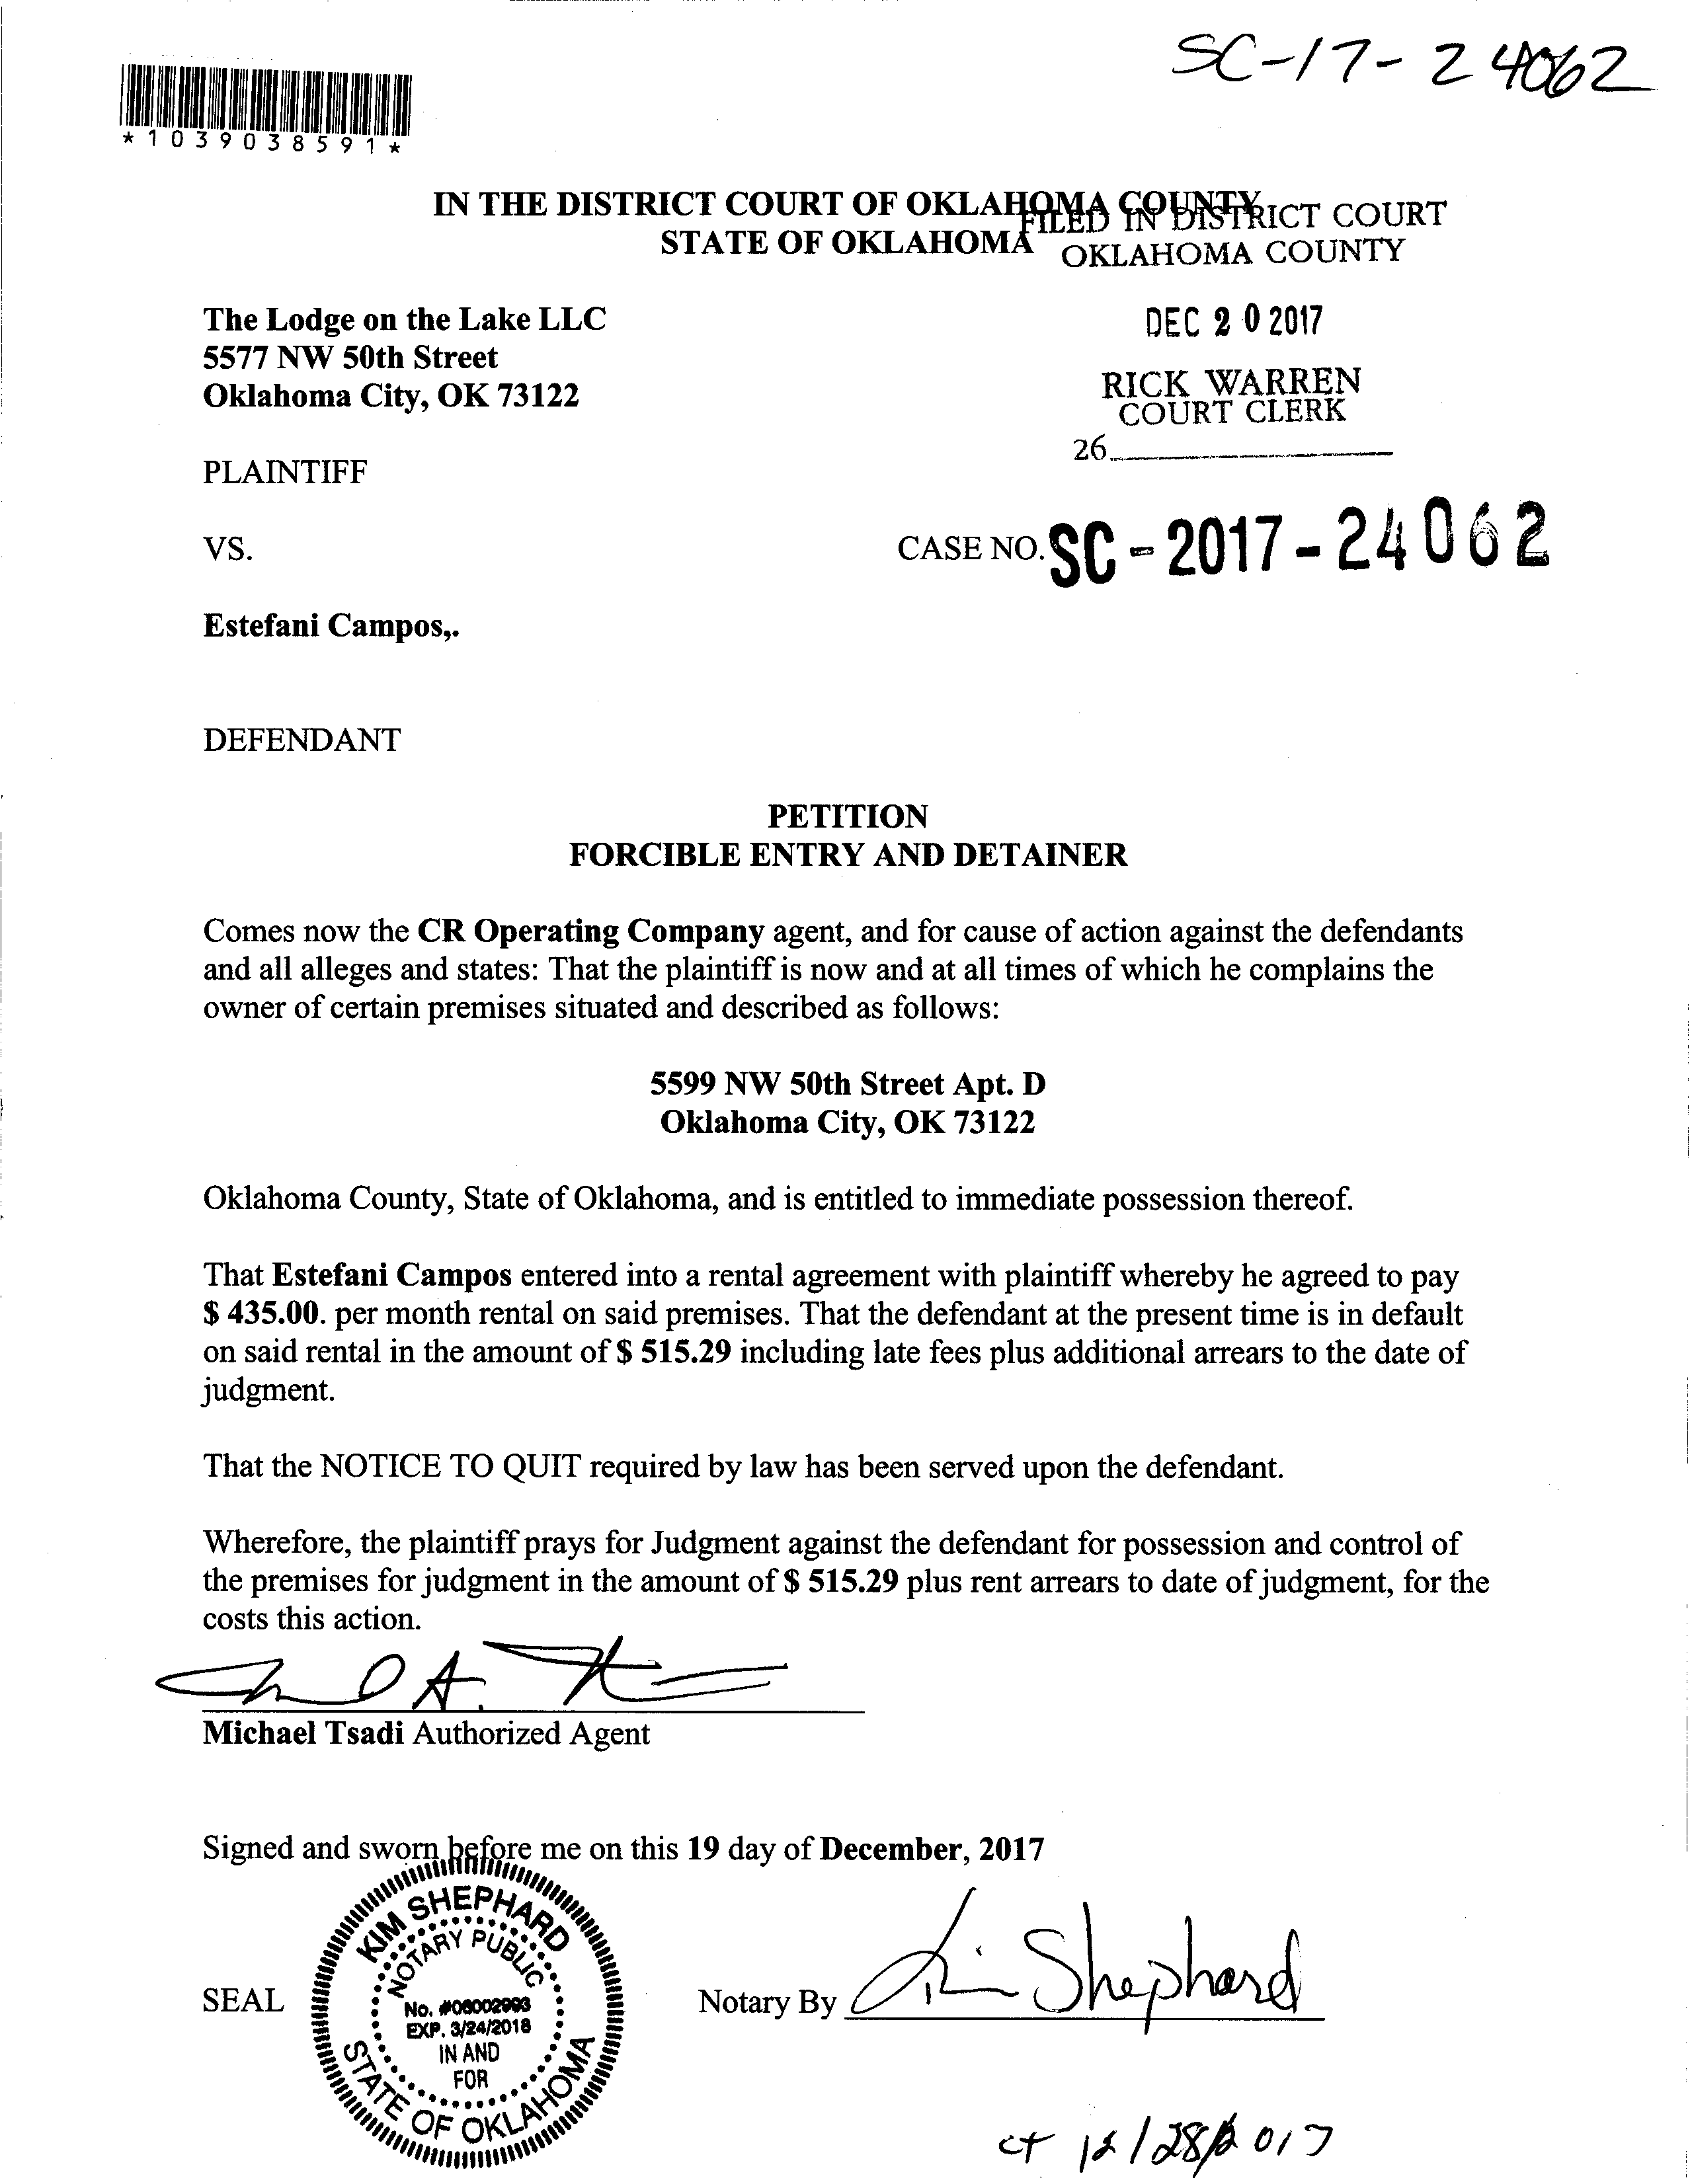 SC-17-24062
*1039038591*
IN THE DISTRICT COURT OF OKLAHOMA COUNTY
STATE OF OKLAHOMA
FILED IN DISTRICT COURT
OKLAHOMA COUNTY
The Lodge on the Lake LLC
5577 NW 50th Street
Oklahoma City, OK 73122
DEC 20 2017
RICK WARREN
COURT CLERK
26
PLAINTIFF
VS.
CASE NO. SC-2017-24062
Estefani Campos,.
DEFENDANT
PETITION
FORCIBLE ENTRY AND DETAINER
Comes now the CR Operating Company agent, and for cause of action against the defendants
and all alleges and states: That the plaintiff is now and at all times of which he complains the
owner of certain premises situated and described as follows:
5599 NW 50th Street Apt. D
Oklahoma City, OK 73122
Oklahoma County, State of Oklahoma, and is entitled to immediate possession thereof.
That Estefani Campos entered into a rental agreement with plaintiff whereby he agreed to pay
$ 435.00. per month rental on said premises. That the defendant at the present time is in default
on said rental in the amount of $ 515.29 including late fees plus additional arrears to the date of
judgment.
That the NOTICE TO QUIT required by law has been served upon the defendant.
Wherefore, the plaintiff prays for Judgment against the defendant for possession and control of
the premises for judgment in the amount of $ 515.29 plus rent arrears to date of judgment, for the
costs this action.
Michael Tsadi Authorized Agent
Signed and sworn before me on this 19 day of December, 2017
SEAL
KIM SHEPHARD
NOTARY PUBLIC
No. #06002993
EXP. 3/24/2018
IN AND
FOR
STATE OF OKLAHOMA
Notary By Kim Shephard
ct 12/28/2017